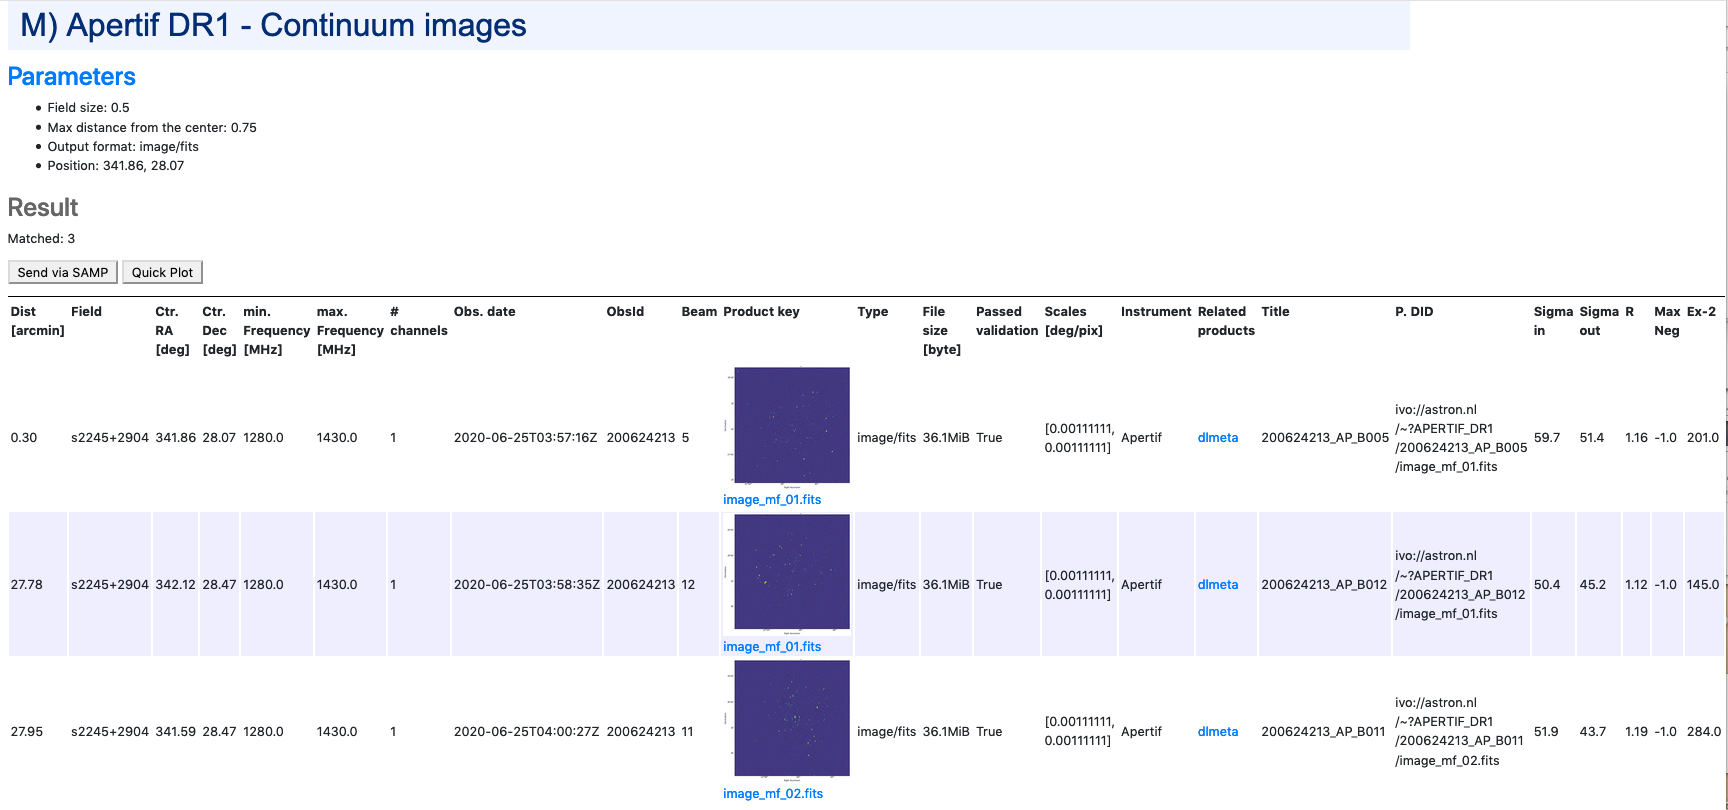 M) Apertif DR1 - Continuum images
Parameters
• Field size: 0.5
• Max distance from the center: 0.75
• Output format: image/fits
• Position: 341.86, 28.07
Result
Matched: 3
Send via SAMP Quick Plot
Dist Field Ctr. Ctr. min. max. # Obs. date ObsId Beam Product key Type File Passed Scales Instrument Related Title P. DID Sigma Sigma R Max Ex-2
[arcmin] RA Dec Frequency Frequency channels size validation [deg/pix] products in out Neg
[deg] [deg] [MHz] [MHz] [byte]
ivo://astron.nl
[0.00111111, /~?APERTIF_DR1
0.30 s2245+2904 341.86 28.07 1280.0 1430.0 1 2020-06-25T03:57:16Z 200624213 5 image/fits 36.1MiB True Apertif dlmeta 200624213_AP_B005 59.7 51.4 1.16 -1.0 201.0
0.00111111] /200624213_AP_B005
/image_mf_01.fits
image_mf_01.fits
ivo://astron.nl
[0.00111111, /~?APERTIF_DR1
27.78 s2245+2904 342.12 28.47 1280.0 1430.0 1 2020-06-25T03:58:35Z 200624213 12 image/fits 36.1MiB True Apertif dlmeta 200624213_AP_B012 50.4 45.2 1.12 -1.0 145.0
0.00111111] /200624213_AP_B012
/image_mf_01.fits
image_mf_01.fits
ivo://astron.nl
[0.00111111, /~?APERTIF_DR1
27.95 s2245+2904 341.59 28.47 1280.0 1430.0 1 2020-06-25T04:00:27Z 200624213 11 image/fits 36.1MiB True Apertif dlmeta 200624213_AP_B011 51.9 43.7 1.19 -1.0 284.0
0.00111111] /200624213_AP_B011
/image_mf_02.fits
image_mf_02.fits